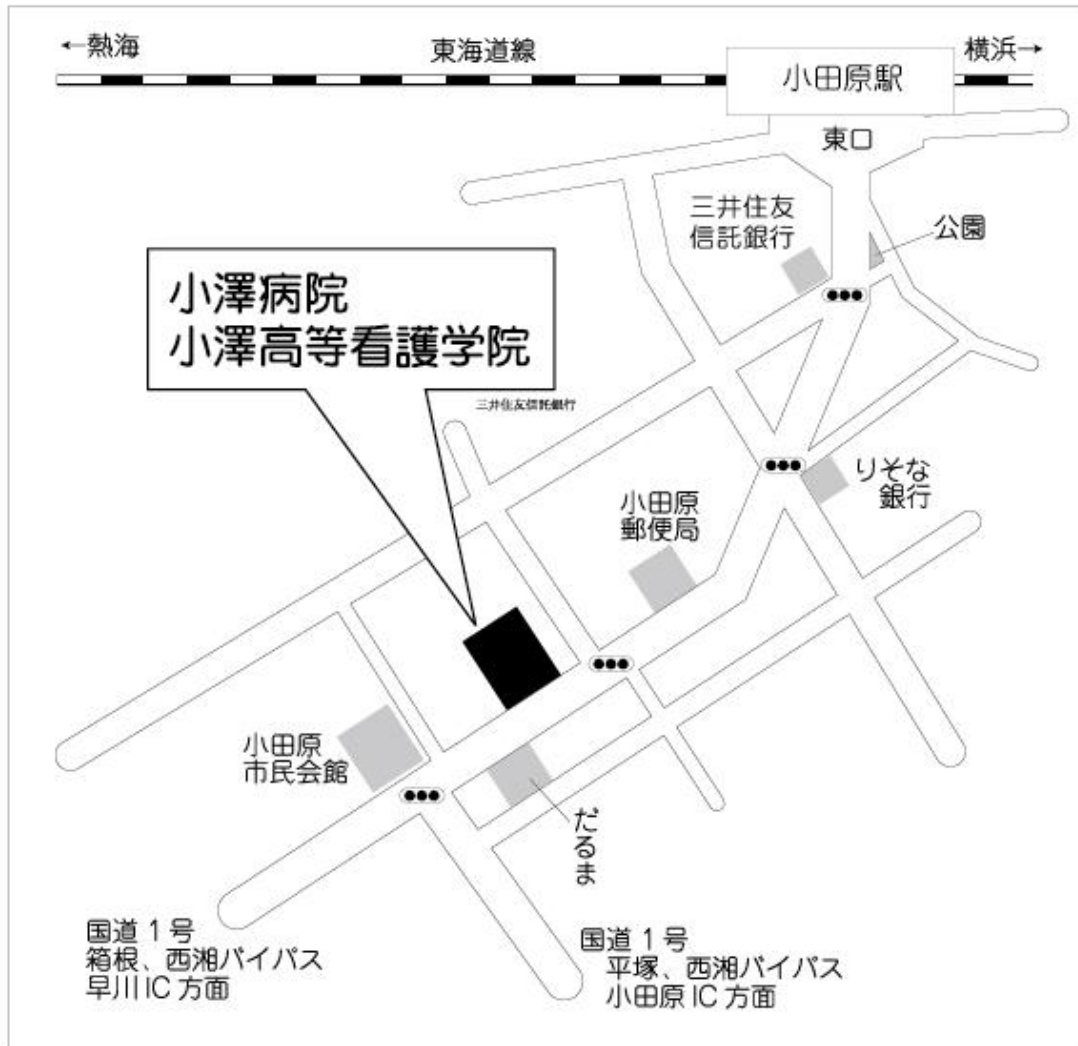 ←熱海
東海道線
横浜→
小田原駅
東口
三井住友
信託銀行
公園
小澤病院
小澤高等看護学院
三井住友信託銀行
りそな
銀行
小田原
郵便局
小田原
市民会館
だるま
国道1号
箱根、西湘バイパス
早川IC方面
国道1号
平塚、西湘バイパス
小田原IC方面